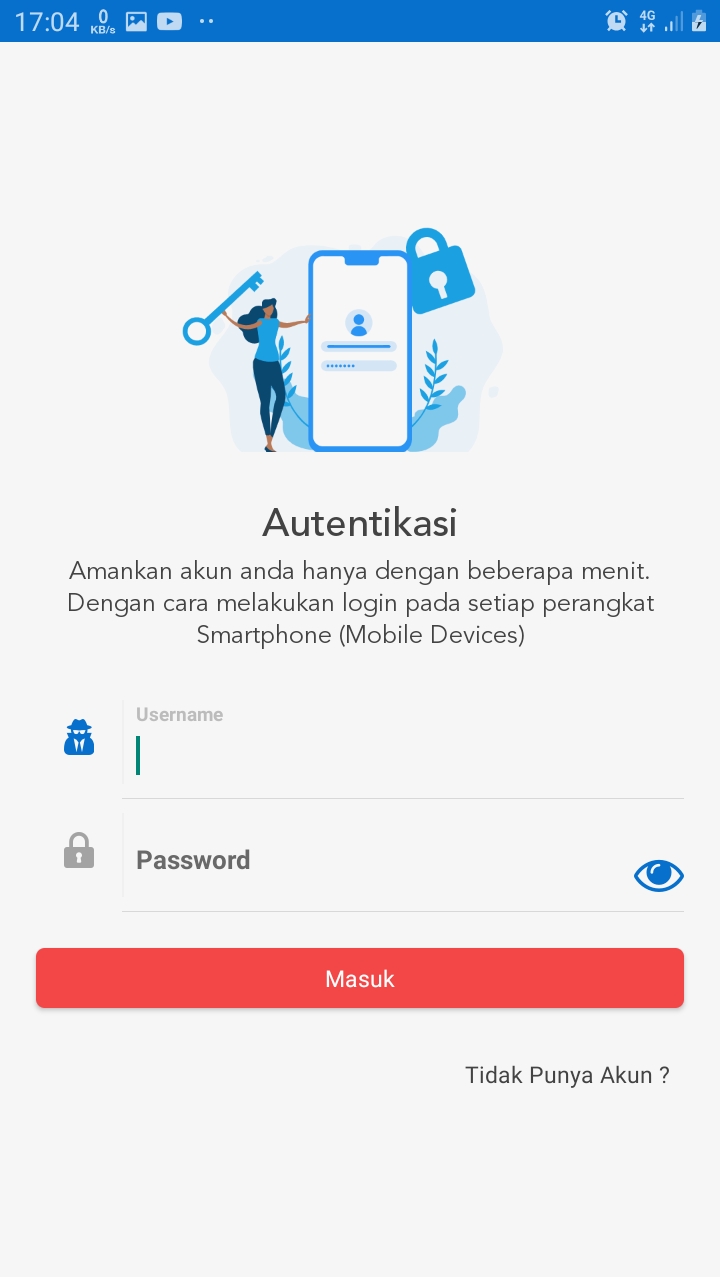 17:04 0 KB/s 4G
Autentikasi
Amankan akun anda hanya dengan beberapa menit.
Dengan cara melakukan login pada setiap perangkat
Smartphone (Mobile Devices)
Username
Password
Masuk
Tidak Punya Akun ?